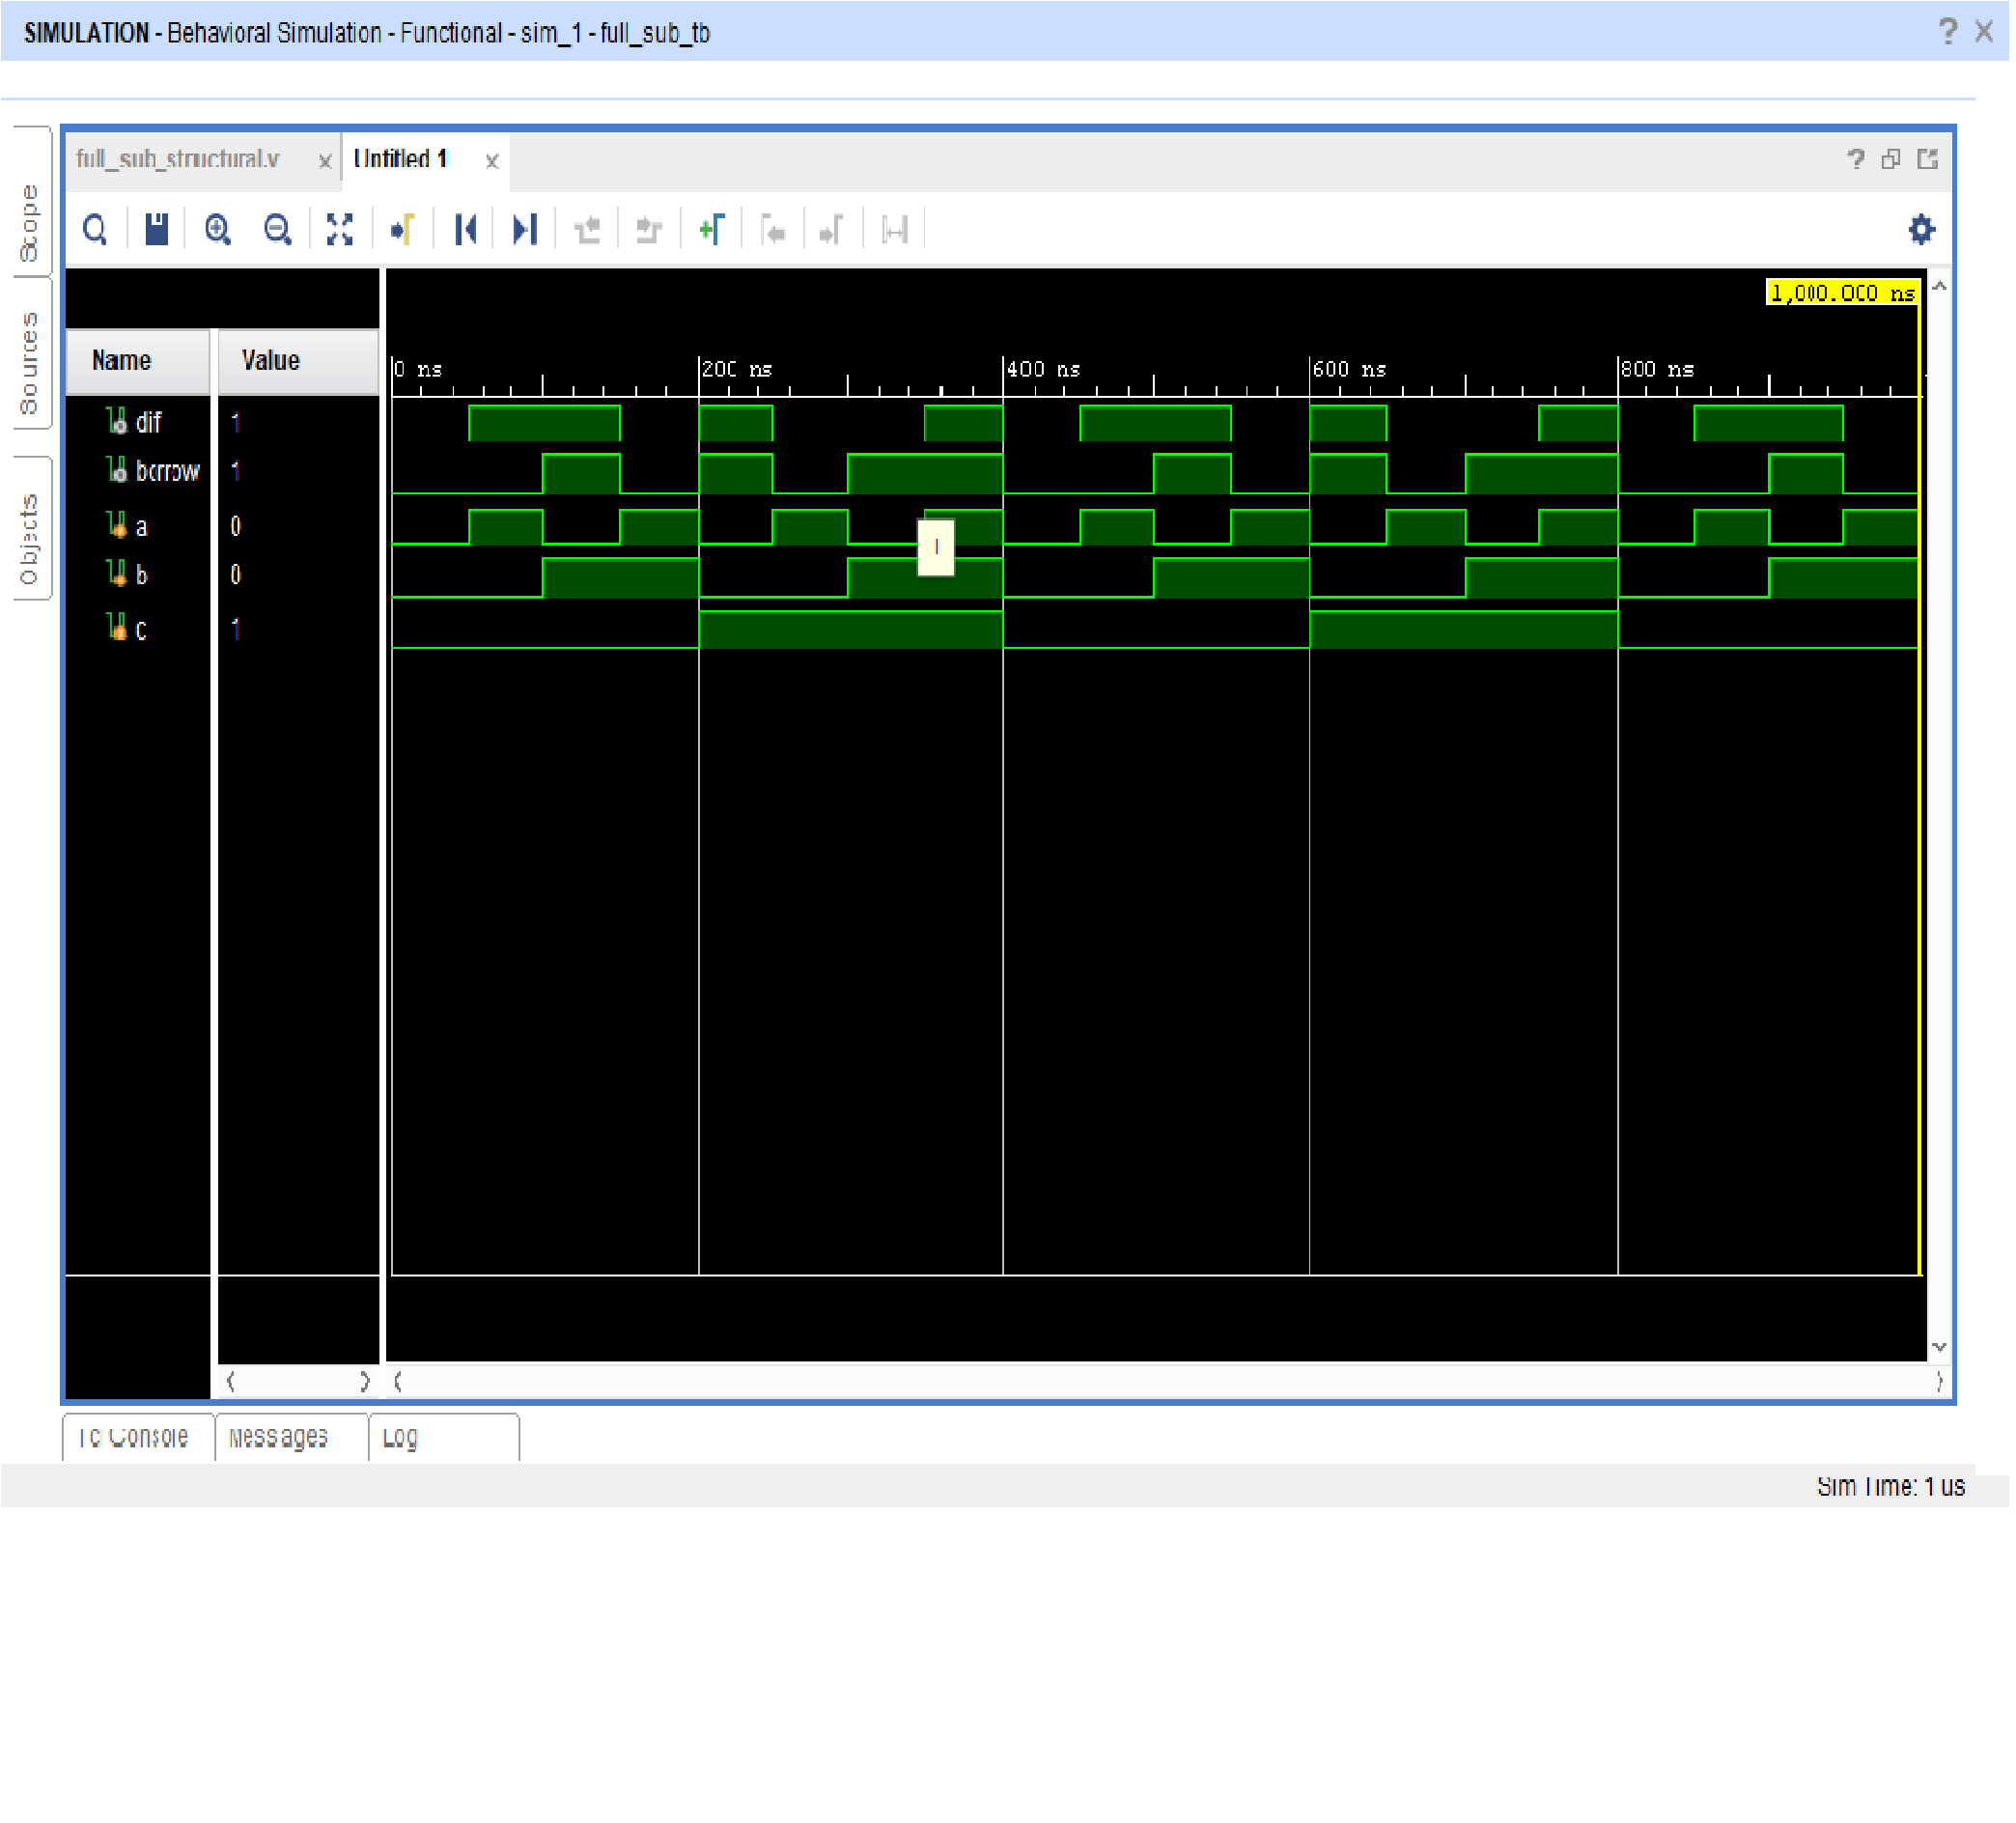 SIMULATION - Behavioral Simulation - Functional - sim_1 - full_sub_tb
? X
full_sub_structural.v x Untitled 1 x
?
Scope
Sources
Objects
1,000.000 ns
Name Value
0 ns 200 ns 400 ns 600 ns 800 ns
dif 1
borrow 1
a 0
b 0
c 1
Tcl Console Messages Log
Sim Time: 1 us